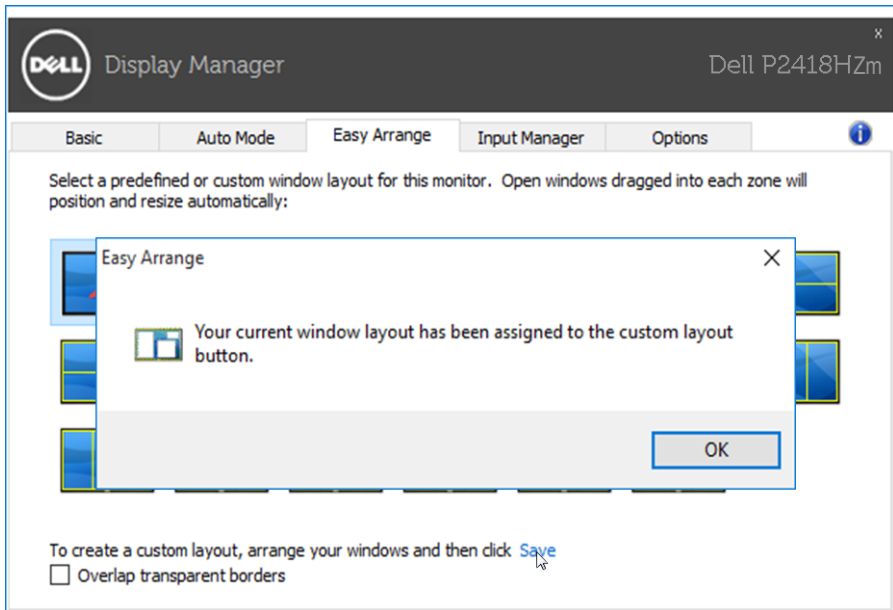 x
DELL Display Manager Dell P2418HZm
Basic Auto Mode Easy Arrange Input Manager Options i
Select a predefined or custom window layout for this monitor. Open windows dragged into each zone will
position and resize automatically:
Easy Arrange
Your current window layout has been assigned to the custom layout
button.
OK
To create a custom layout, arrange your windows and then click Save
Overlap transparent borders